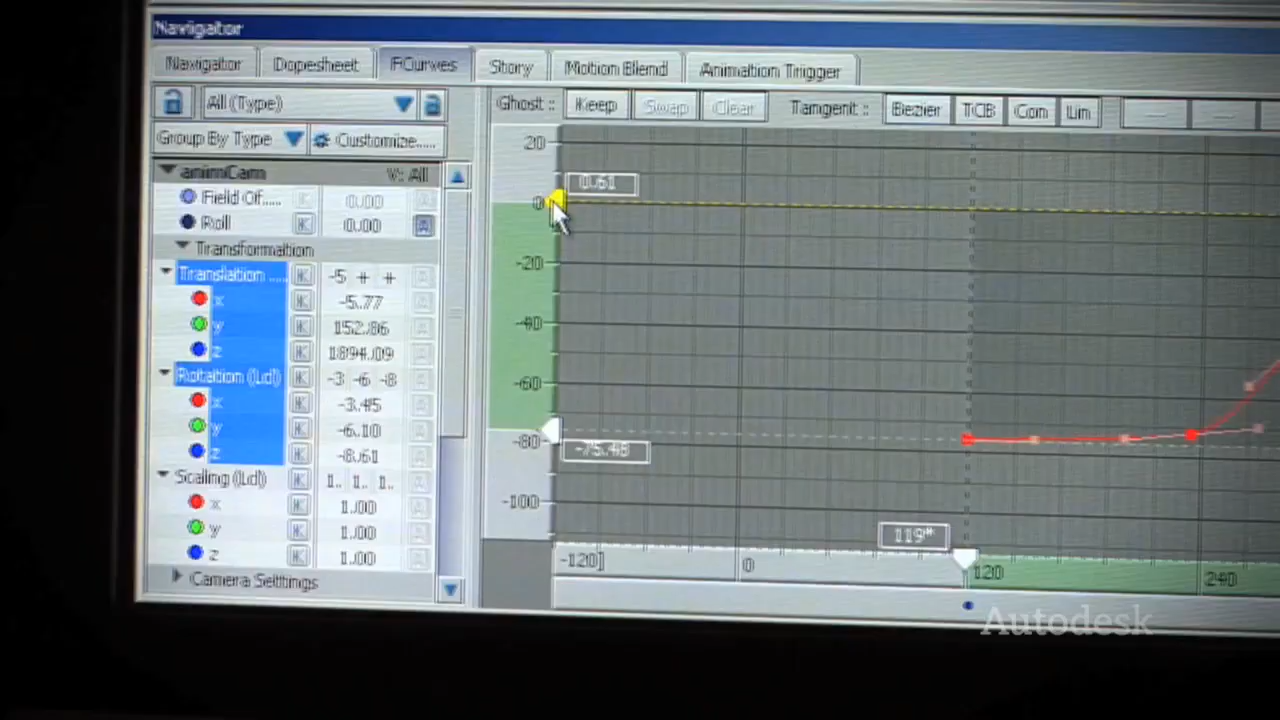 Navigator
Navigator Dopesheet FCurves Story Motion Blend Animation Trigger
All (Type) Ghost :: Keep Swap Clear Tangent :: Bezier TCB Con Lin
Group By Type Customize....
animCam V: All
Field Of.... 0.00
Roll K 0.00 A
Transformation
Translation .... K -5 + + A
x K -5.77 A
y K 152.86 A
z K 1894.09 A
Rotation (Lcl) K -3 -6 -8 A
x K -3.45 A
y K -6.10 A
z K -8.61 A
Scaling (Lcl) K 1.. 1.. 1.. A
x K 1.00 A
y K 1.00 A
z K 1.00 A
Camera Settings
20
0
-20
-40
-60
-80
-100
0.61
-75.48
119*
-120] 0 120 240
Autodesk